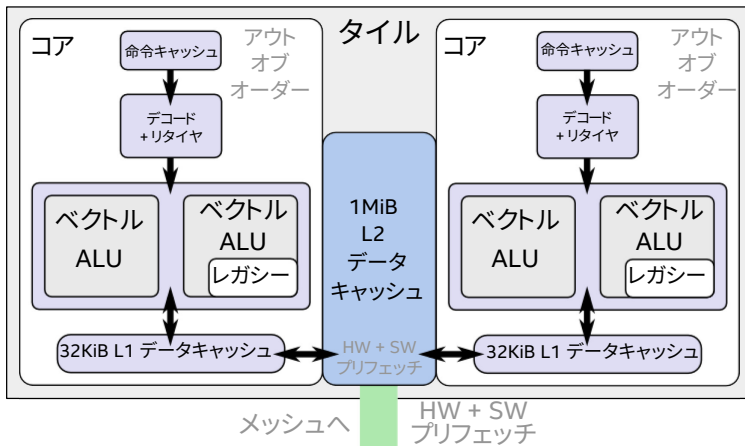 タイル
コア
アウト
オブ
オーダー
命令キャッシュ
デコード
+ リタイヤ
ベクトル
ALU
ベクトル
ALU
レガシー
32KiB L1 データキャッシュ
1MiB
L2
データ
キャッシュ
HW + SW
プリフェッチ
コア
アウト
オブ
オーダー
命令キャッシュ
デコード
+ リタイヤ
ベクトル
ALU
ベクトル
ALU
レガシー
32KiB L1 データキャッシュ
メッシュへ
HW + SW
プリフェッチ